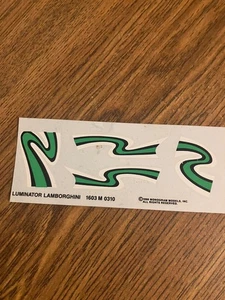 LUMINATOR LAMBORGHINI 1603 M 0310
MONOGRAM MODELS, INC
ALL RIGHTS RESERVED